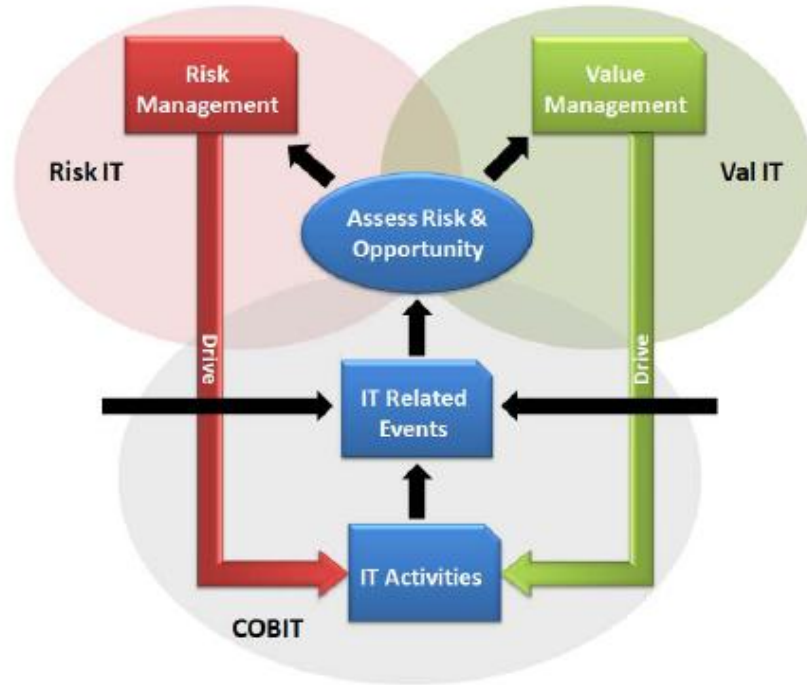 Risk
Management
Value
Management
Risk IT
Val IT
Assess Risk &
Opportunity
Drive
Drive
IT Related
Events
IT Activities
COBIT